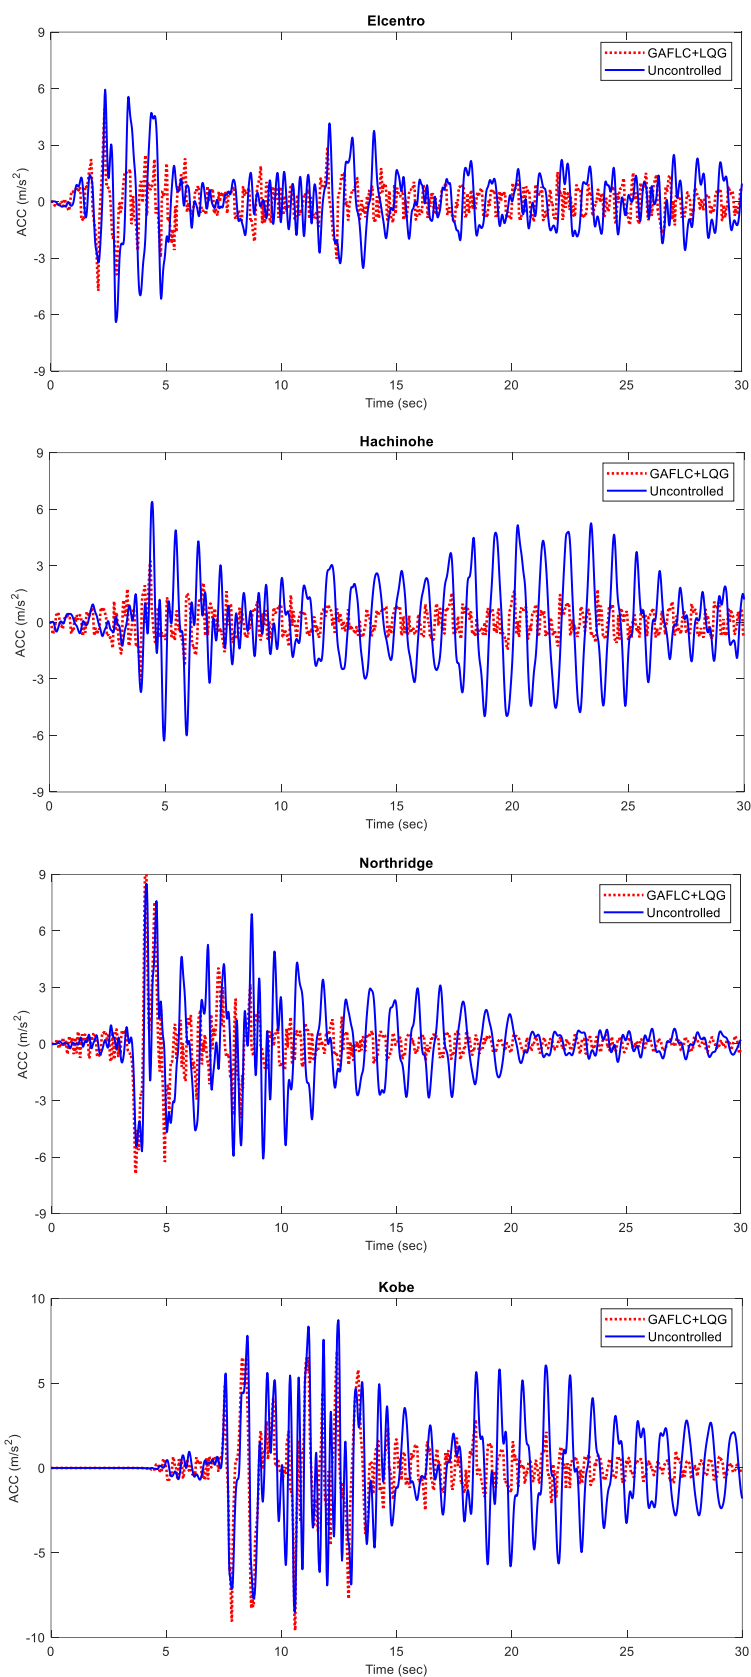 Elcentro
9
6
3
0
-3
-6
-9
ACC (m/s²)
GAFLC+LQG
Uncontrolled
0 5 10 15 20 25 30
Time (sec)
Hachinohe
9
6
3
0
-3
-6
-9
ACC (m/s²)
GAFLC+LQG
Uncontrolled
0 5 10 15 20 25 30
Time (sec)
Northridge
9
6
3
0
-3
-6
-9
ACC (m/s²)
GAFLC+LQG
Uncontrolled
0 5 10 15 20 25 30
Time (sec)
Kobe
10
5
0
-5
-10
ACC (m/s²)
GAFLC+LQG
Uncontrolled
0 5 10 15 20 25 30
Time (sec)